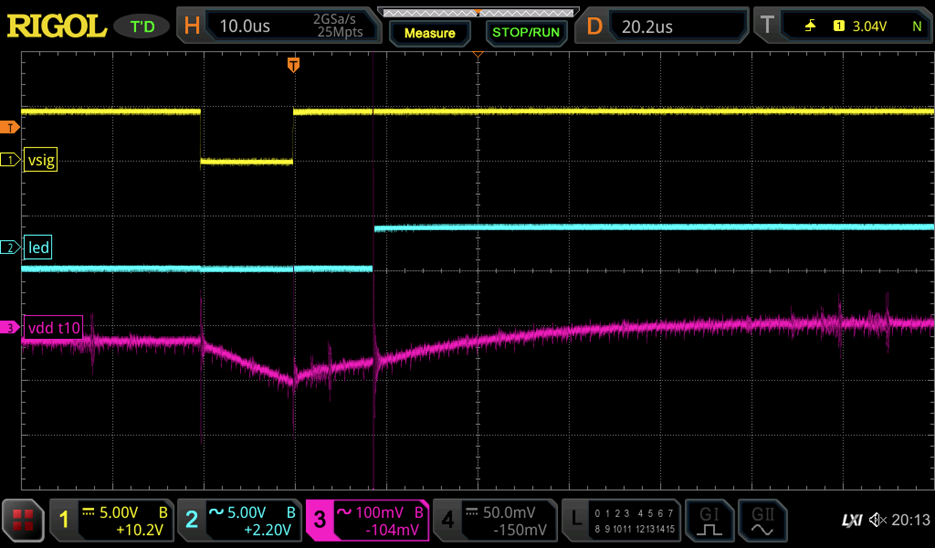 RIGOL T'D H 10.0us 2GSa/s 25Mpts Measure STOP/RUN D 20.2us T 1 3.04V N
T
T
1 vsig
2 led
3 vdd t10
1 5.00V B +10.2V 2 5.00V B +2.20V 3 100mV B -104mV 4 50.0mV -150mV L 0 1 2 3 4 5 6 7 8 9 10 11 12 13 14 15 GI GII LXI 20:13